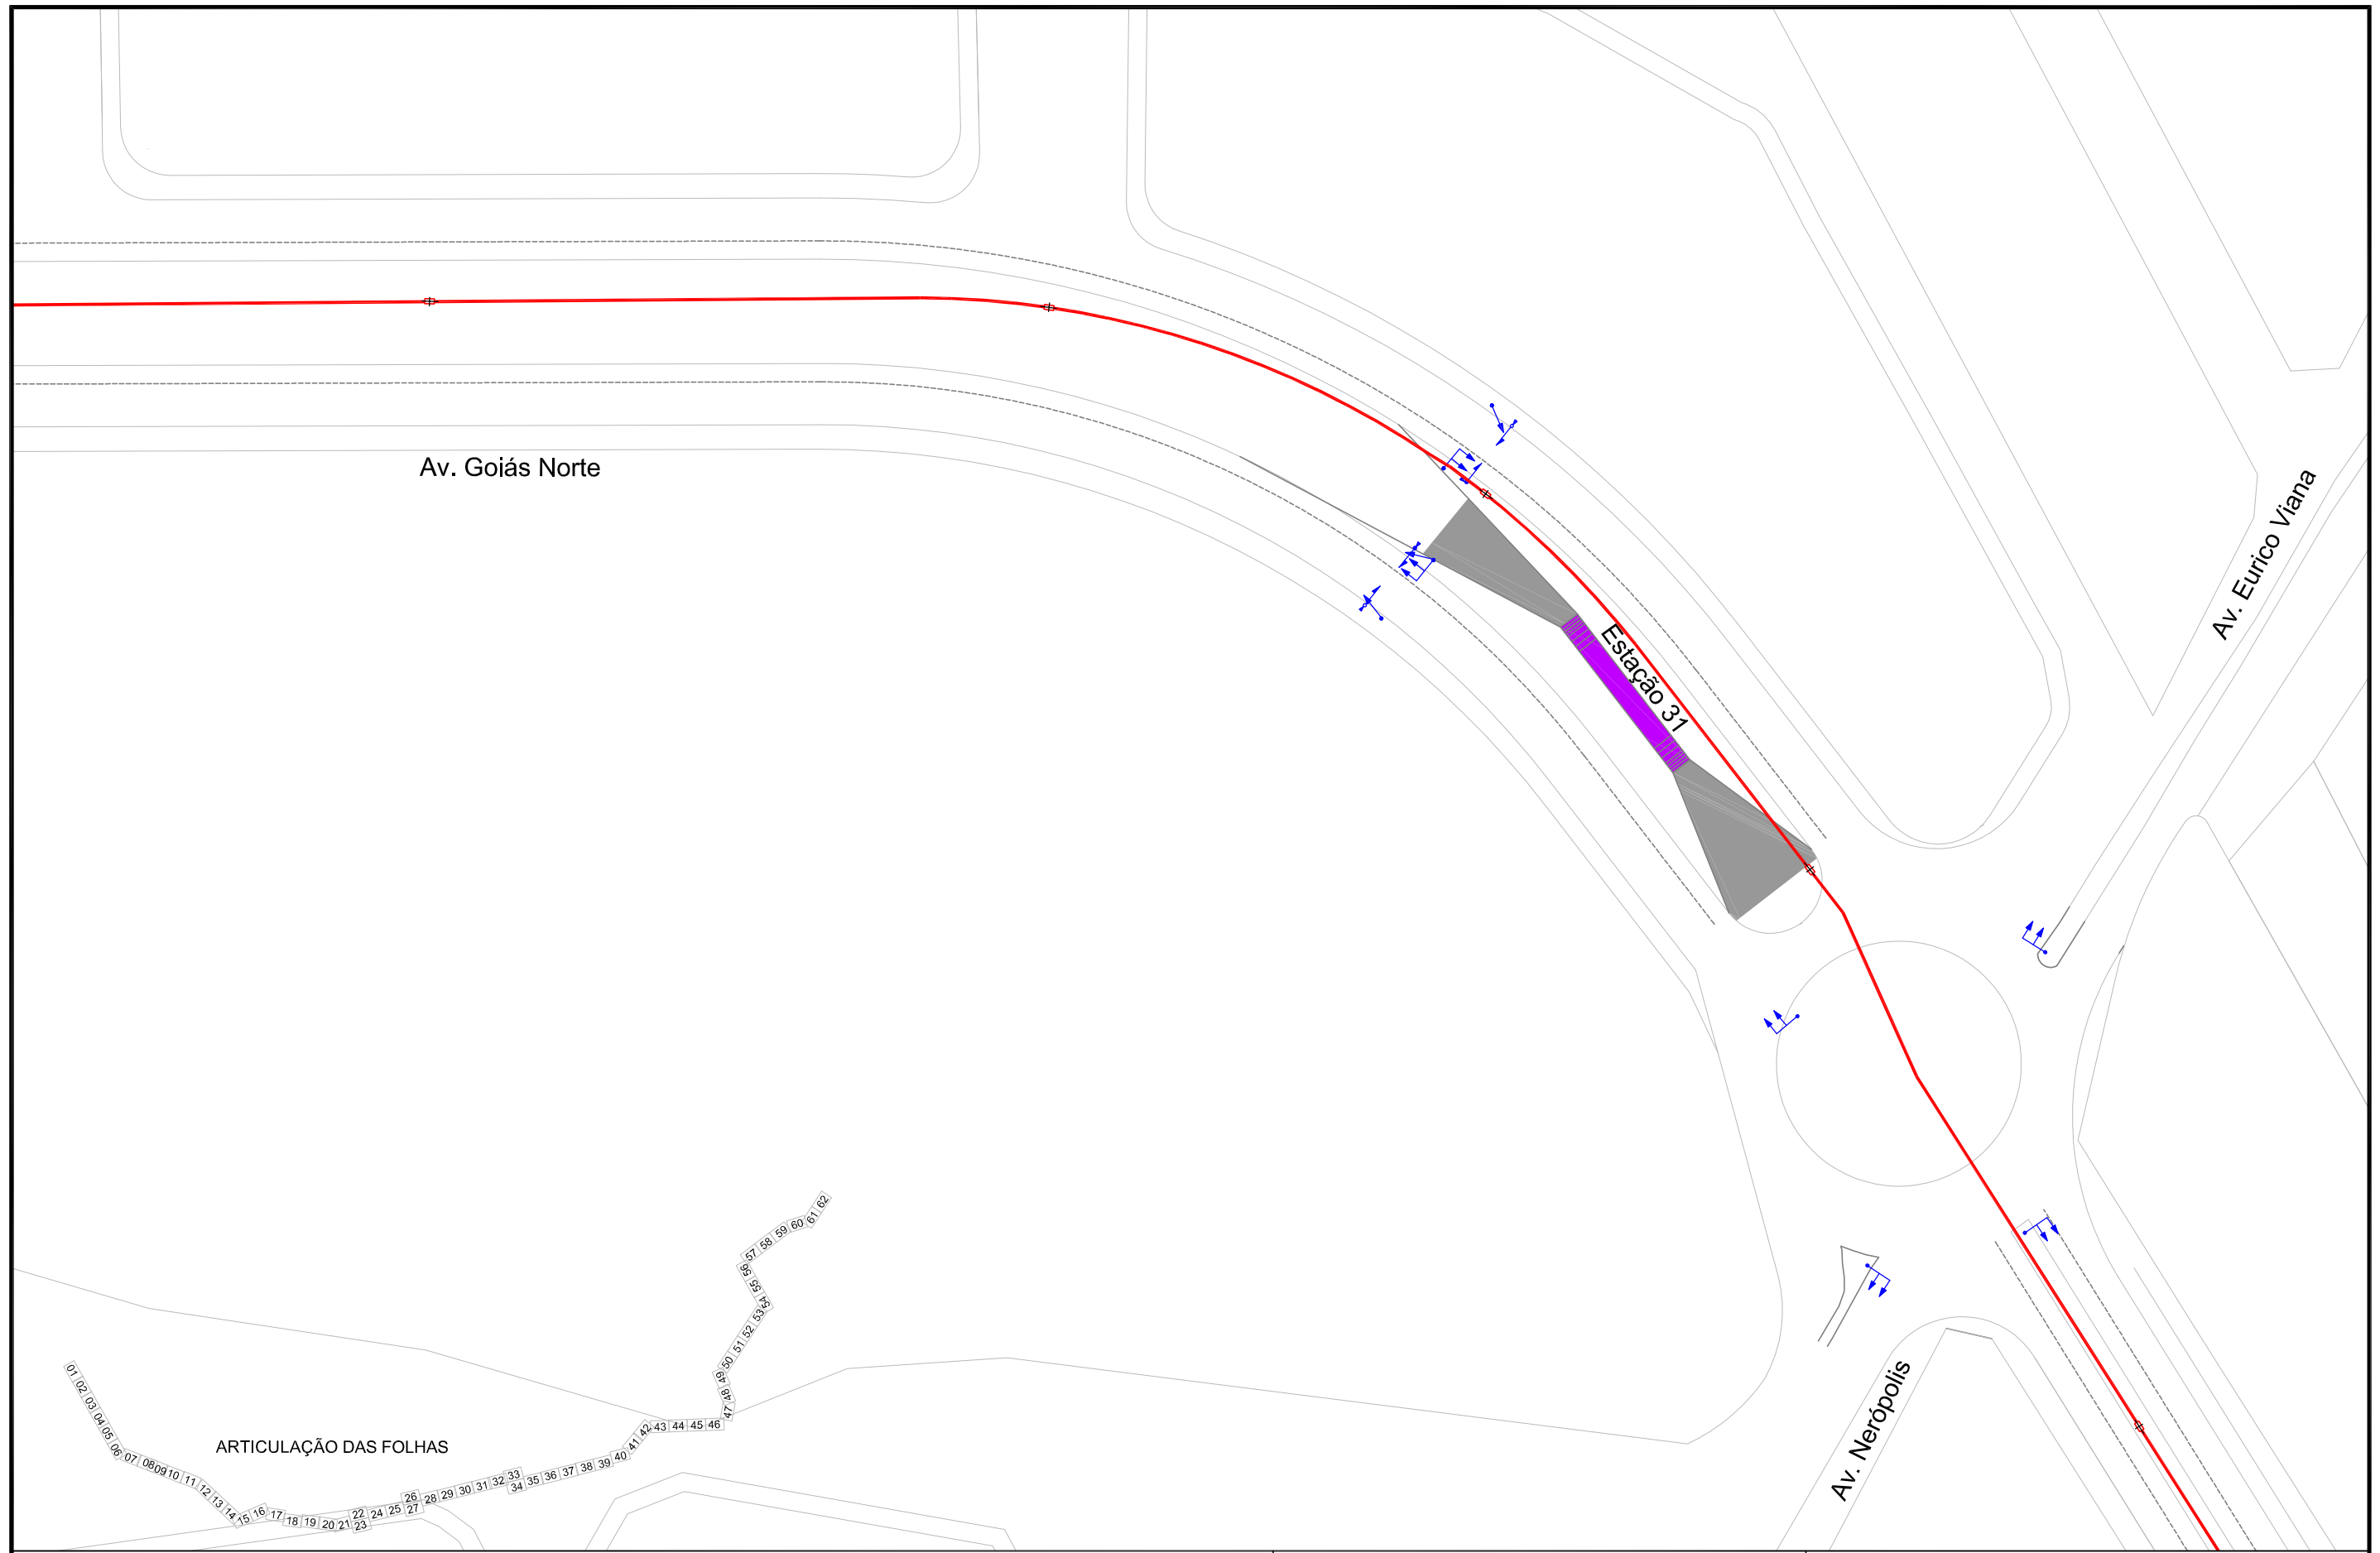 Av. Goiás Norte
Av. Eurico Viana
Estação 31
Av. Nerópolis
ARTICULAÇÃO DAS FOLHAS
01 02 03 04 05 06 07 08 09 10 11 12 13 14 15 16 17 18 19 20 21 22 23 24 25 26 27 28 29 30 31 32 33 34 35 36 37 38 39 40 41 42 43 44 45 46 47 48 49 50 51 52 53 54 55 56 57 58 59 60 61 62